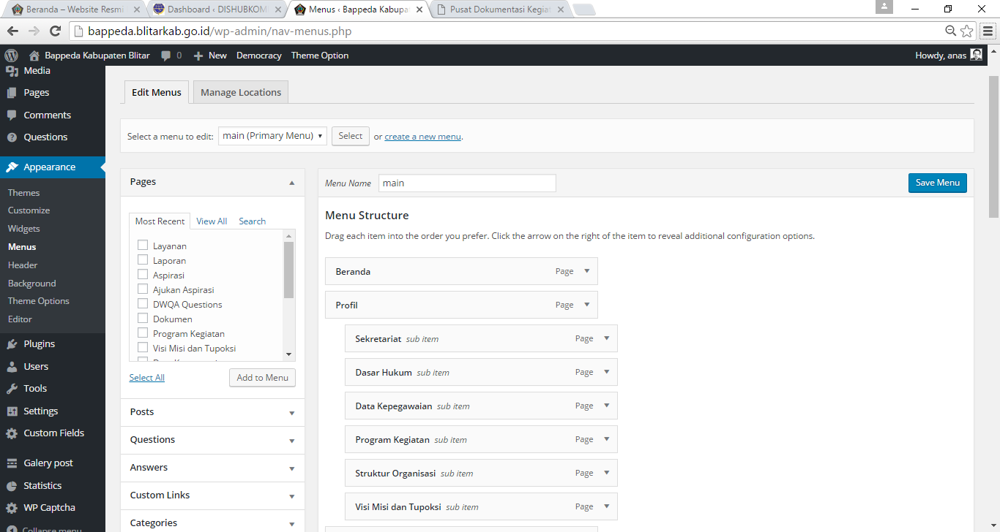 Beranda – Website Resmi
Dashboard ‹ DISHUBKOM
Menus ‹ Bappeda Kabupa
Pusat Dokumentasi Kegiat
bappeda.blitarkab.go.id/wp-admin/nav-menus.php
Bappeda Kabupaten Blitar 0 New Democracy Theme Option Howdy, anas
Media
Pages
Comments
Questions
Appearance
Themes
Customize
Widgets
Menus
Header
Background
Theme Options
Editor
Plugins
Users
Tools
Settings
Custom Fields
Galery post
Statistics
WP Captcha
Collapse menu
Edit Menus Manage Locations
Select a menu to edit: main (Primary Menu) Select or create a new menu.
Pages
Most Recent View All Search
Layanan
Laporan
Aspirasi
Ajukan Aspirasi
DWQA Questions
Dokumen
Program Kegiatan
Visi Misi dan Tupoksi
Select All Add to Menu
Posts
Questions
Answers
Custom Links
Categories
Menu Name main Save Menu
Menu Structure
Drag each item into the order you prefer. Click the arrow on the right of the item to reveal additional configuration options.
Beranda Page
Profil Page
Sekretariat sub item Page
Dasar Hukum sub item Page
Data Kepegawaian sub item Page
Program Kegiatan sub item Page
Struktur Organisasi sub item Page
Visi Misi dan Tupoksi sub item Page